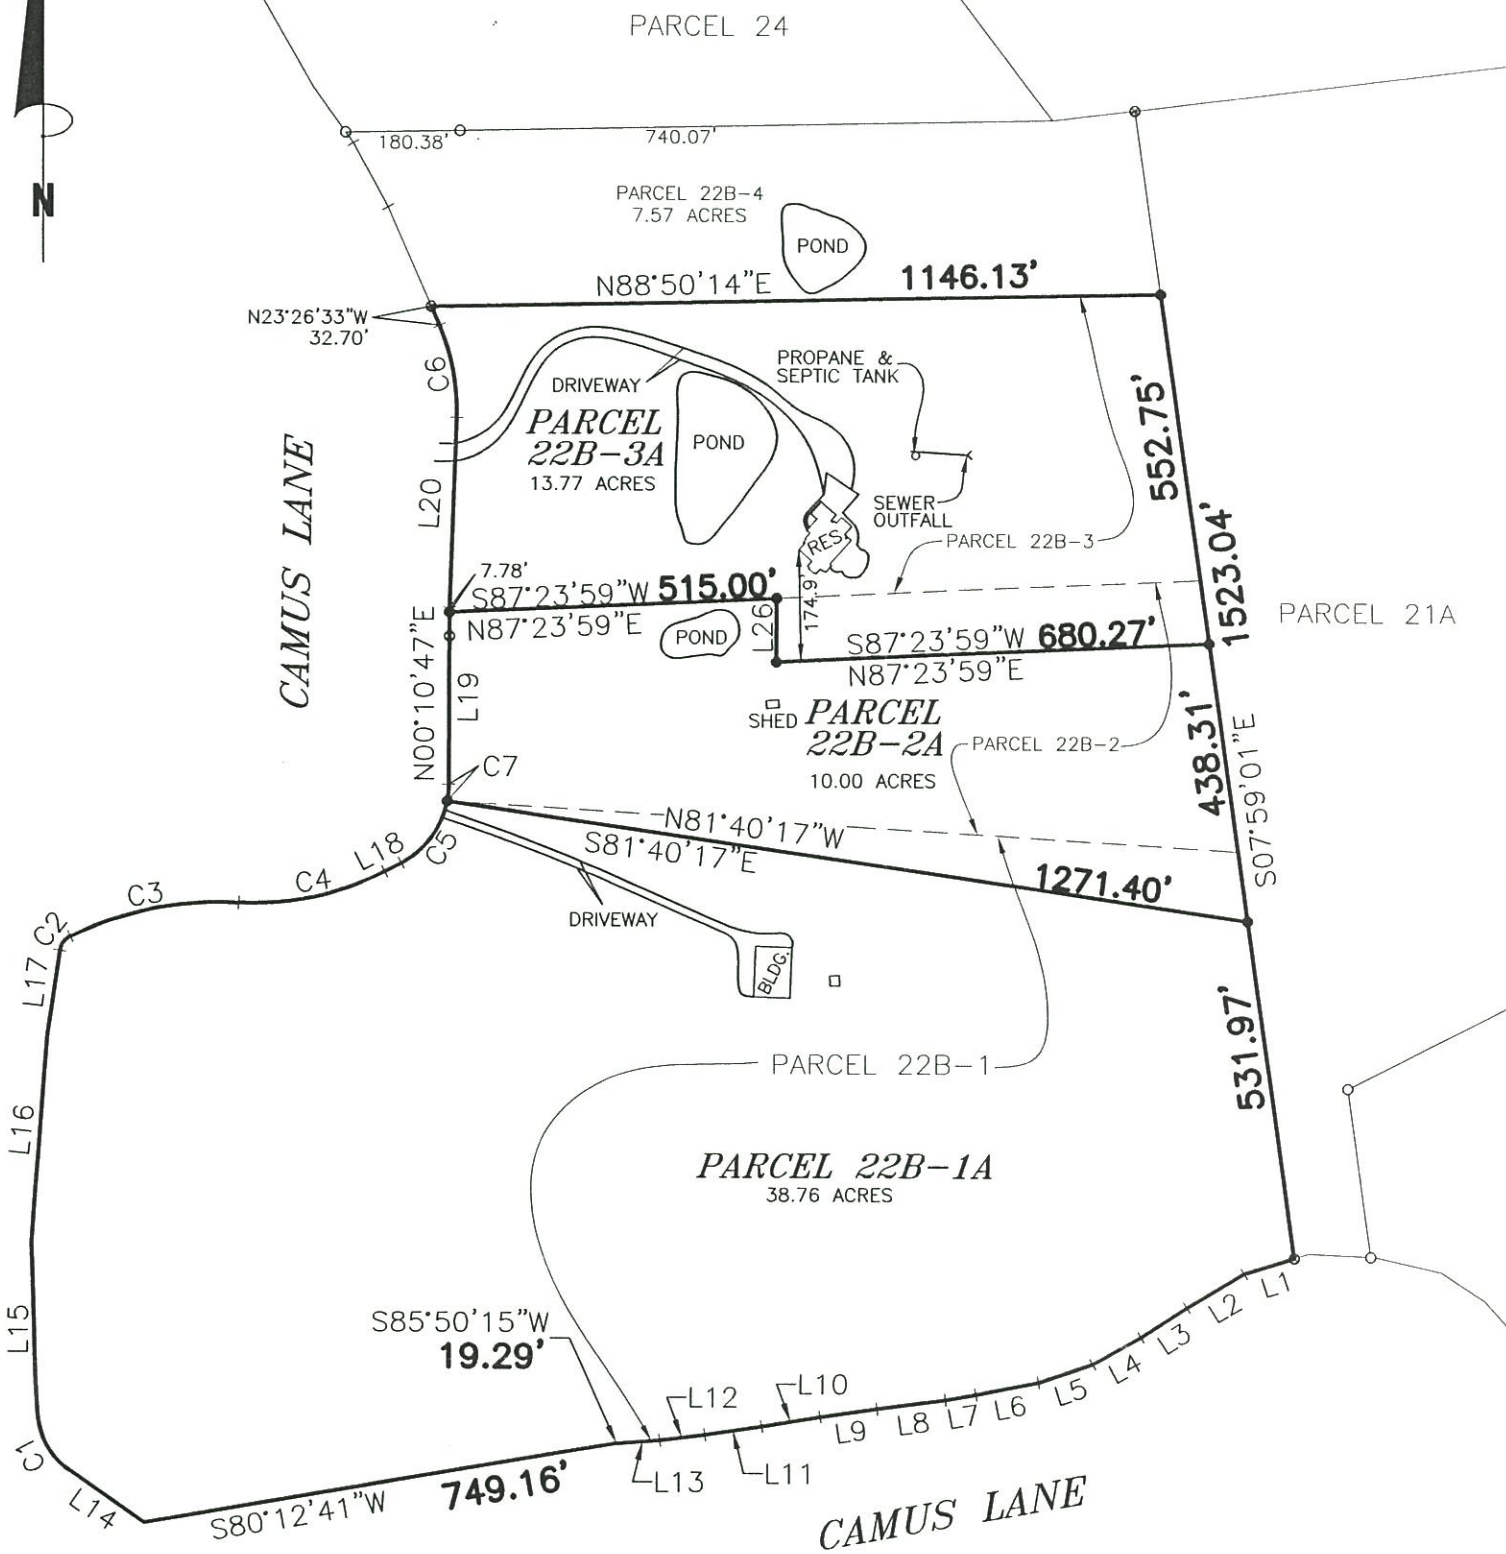 PARCEL 24
180.38'
740.07'
N
PARCEL 22B-4
7.57 ACRES
POND
N88°50'14"E
1146.13'
N23°26'33"W
32.70'
C6
DRIVEWAY
PROPANE &
SEPTIC TANK
PARCEL
22B-3A
13.77 ACRES
POND
552.75'
CAMUS LANE
L20
SEWER
OUTFALL
RES.
PARCEL 22B-3
1523.04'
7.78'
S87°23'59"W 515.00'
N87°23'59"E
POND
L26
174.9'
S87°23'59"W 680.27'
N87°23'59"E
PARCEL 21A
N00°10'47"E
L19
SHED
PARCEL
22B-2A
10.00 ACRES
PARCEL 22B-2
438.31'
S07°59'01"E
C7
N81°40'17"W
S81°40'17"E
1271.40'
C5
L18
C4
C3
C2
DRIVEWAY
BLDG.
L17
531.97'
PARCEL 22B-1
L16
PARCEL 22B-1A
38.76 ACRES
L1
L2
L3
L4
L5
L6
L7
L8
L9
L10
L11
L12
L13
L15
S85°50'15"W
19.29'
C1
L14
S80°12'41"W
749.16'
CAMUS LANE